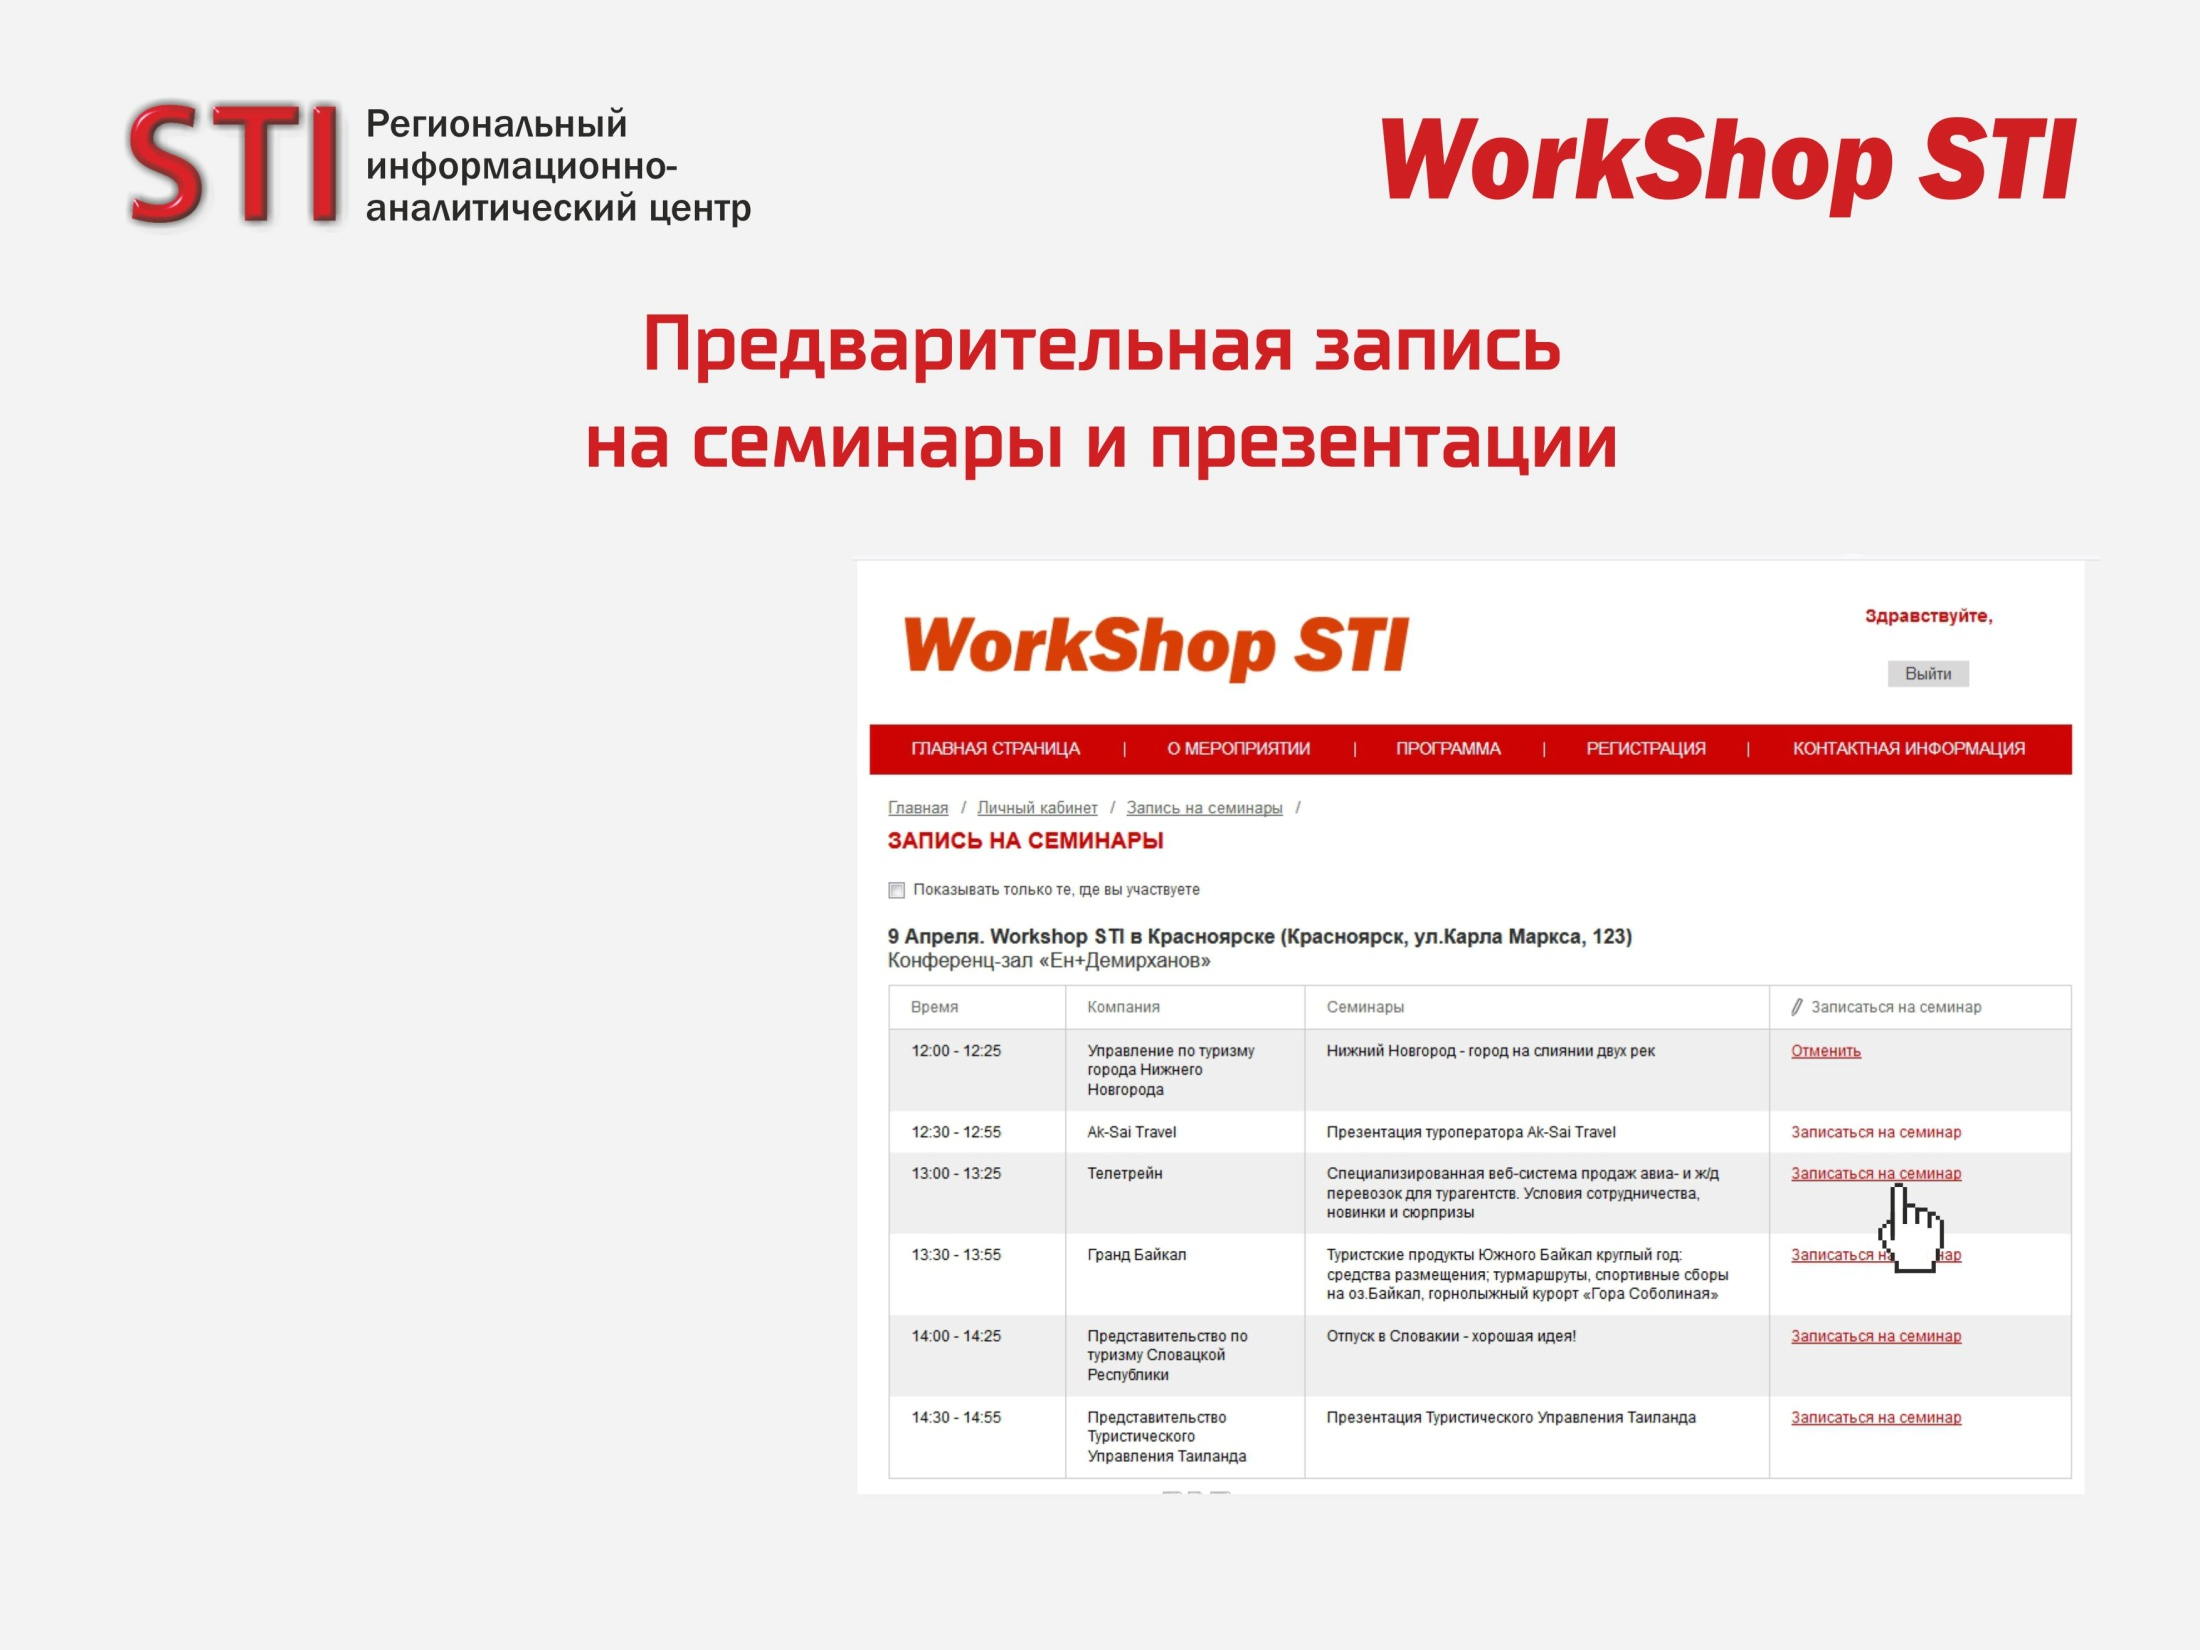 STI
Региональный
информационно-
аналитический центр
WorkShop STI
Предварительная запись
на семинары и презентации
WorkShop STI
Здравствуйте,
Выйти
ГЛАВНАЯ СТРАНИЦА | О МЕРОПРИЯТИИ | ПРОГРАММА | РЕГИСТРАЦИЯ | КОНТАКТНАЯ ИНФОРМАЦИЯ
Главная / Личный кабинет / Запись на семинары /
ЗАПИСЬ НА СЕМИНАРЫ
Показывать только те, где вы участвуете
9 Апреля. Workshop STI в Красноярске (Красноярск, ул.Карла Маркса, 123)
Конференц-зал «Ен+Демирханов»
Время Компания Семинары Записаться на семинар
12:00 - 12:25 Управление по туризму Нижний Новгород - город на слиянии двух рек Отменить
города Нижнего
Новгорода
12:30 - 12:55 Ak-Sai Travel Презентация туроператора Ak-Sai Travel Записаться на семинар
13:00 - 13:25 Телетрейн Специализированная веб-система продаж авиа- и ж/д Записаться на семинар
перевозок для турагентств. Условия сотрудничества,
новинки и сюрпризы
13:30 - 13:55 Гранд Байкал Туристские продукты Южного Байкал круглый год: Записаться
средства размещения; турмаршруты, спортивные сборы
на оз.Байкал, горнолыжный курорт «Гора Соболиная»
14:00 - 14:25 Представительство по Отпуск в Словакии - хорошая идея! Записаться на семинар
туризму Словацкой
Республики
14:30 - 14:55 Представительство Презентация Туристического Управления Таиланда Записаться на семинар
Туристического
Управления Таиланда